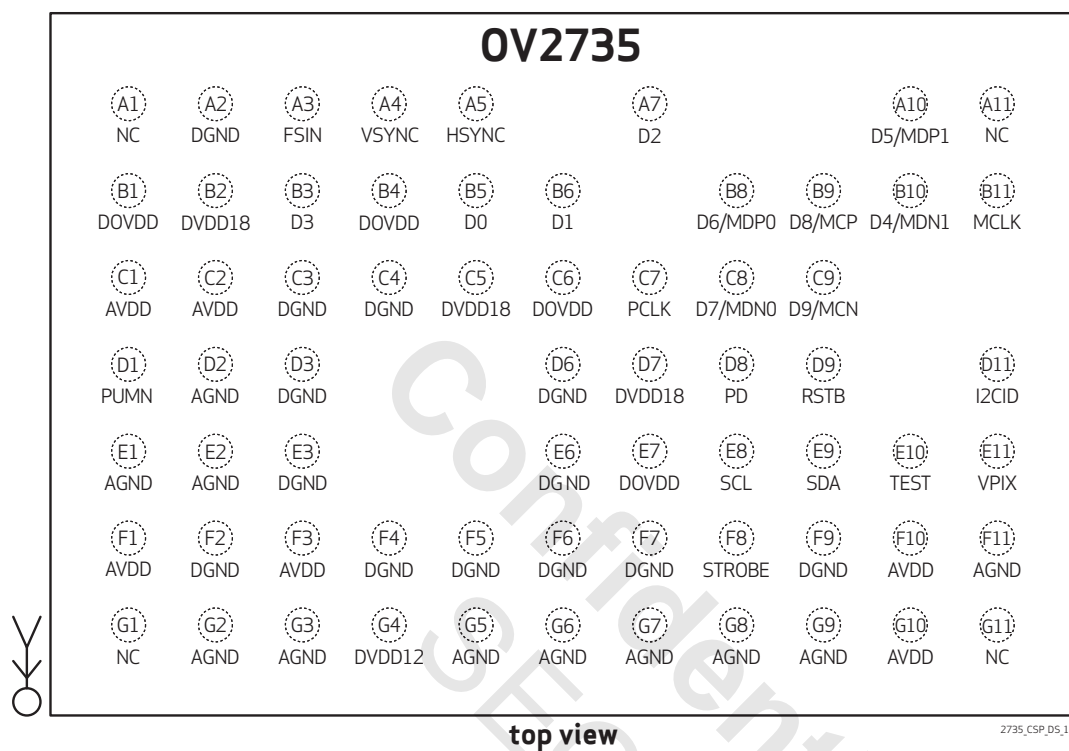 OV2735
A1 A2 A3 A4 A5 A7 A10 A11
NC DGND FSIN VSYNC HSYNC D2 D5/MDP1 NC
B1 B2 B3 B4 B5 B6 B8 B9 B10 B11
DOVDD DVDD18 D3 DOVDD D0 D1 D6/MDP0 D8/MCP D4/MDN1 MCLK
C1 C2 C3 C4 C5 C6 C7 C8 C9
AVDD AVDD DGND DGND DVDD18 DOVDD PCLK D7/MDN0 D9/MCN
D1 D2 D3 D6 D7 D8 D9 D11
PUMN AGND DGND DGND DVDD18 PD RSTB I2CID
E1 E2 E3 E6 E7 E8 E9 E10 E11
AGND AGND DGND DGND DOVDD SCL SDA TEST VPIX
F1 F2 F3 F4 F5 F6 F7 F8 F9 F10 F11
AVDD DGND AVDD DGND DGND DGND DGND STROBE DGND AVDD AGND
G1 G2 G3 G4 G5 G6 G7 G8 G9 G10 G11
NC AGND AGND DVDD12 AGND AGND AGND AGND AGND AVDD NC
top view
2735_CSP_DS_1
Confident